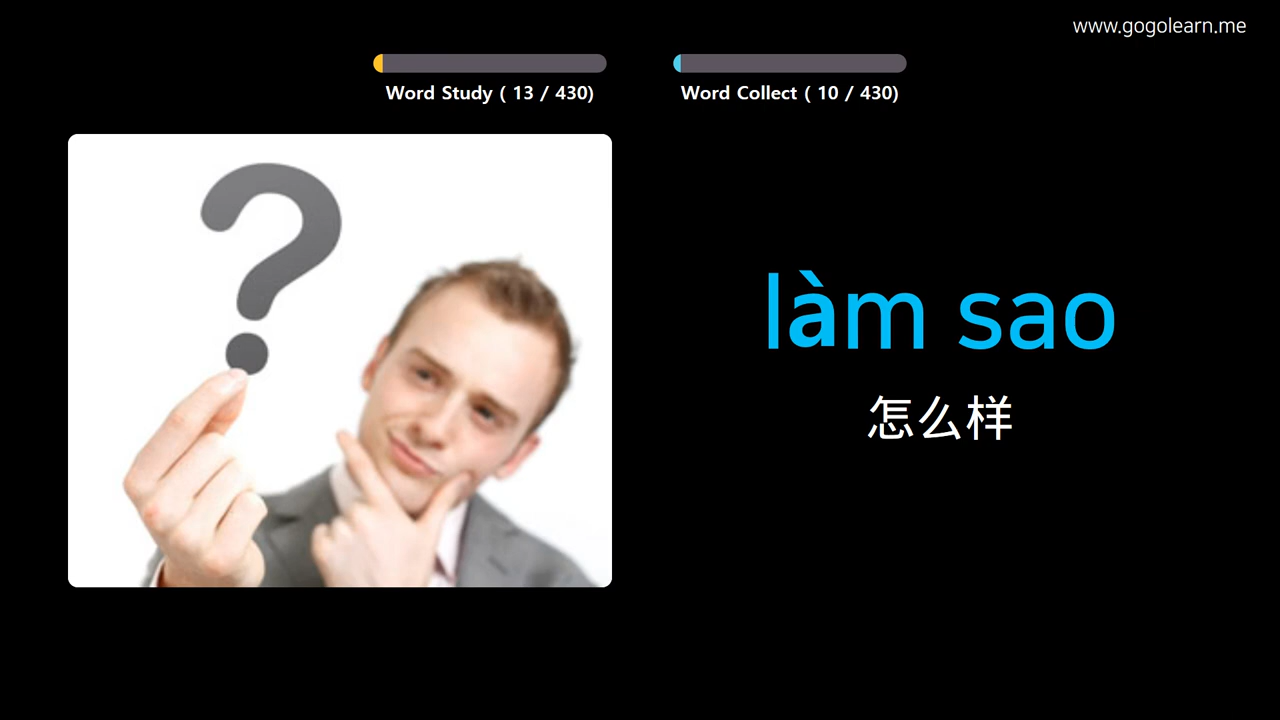 www.gogolearn.me
Word Study ( 13 / 430)
Word Collect ( 10 / 430)
?
làm sao
怎么样